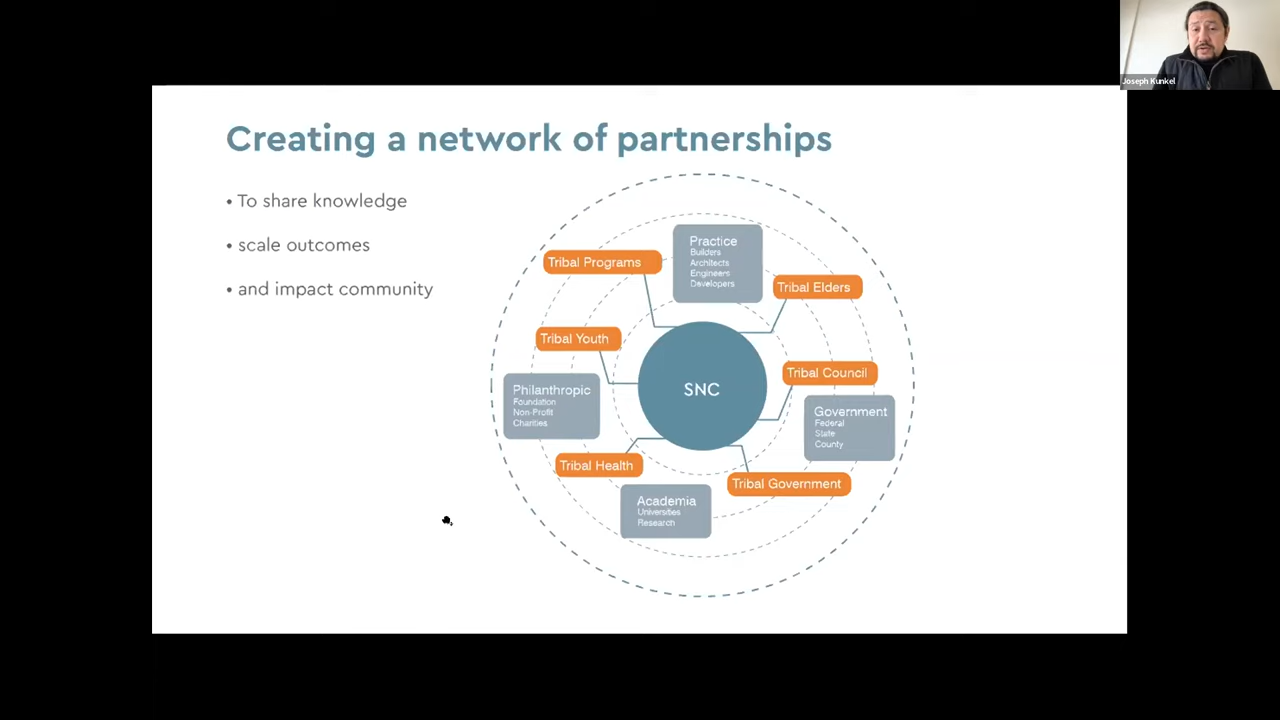 Joseph Kunkel
Creating a network of partnerships
• To share knowledge
• scale outcomes
• and impact community
Practice
Builders
Architects
Engineers
Developers
Tribal Programs
Tribal Elders
Tribal Youth
Tribal Council
SNC
Philanthropic
Foundation
Non-Profit
Charities
Government
Federal
State
County
Tribal Health
Tribal Government
Academia
Universities
Research